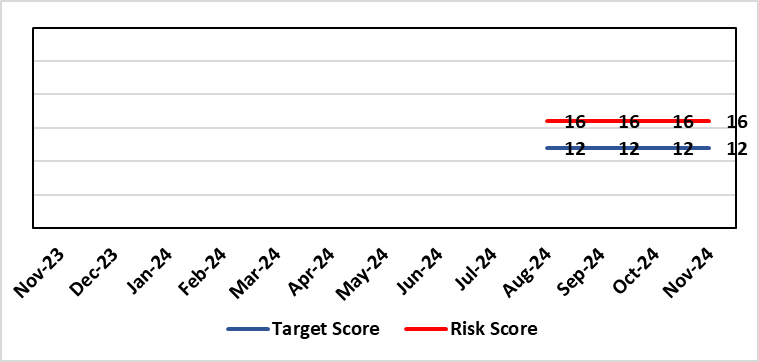 16 16 16 16
12 12 12 12
Nov-23 Dec-23 Jan-24 Feb-24 Mar-24 Apr-24 May-24 Jun-24 Jul-24 Aug-24 Sep-24 Oct-24 Nov-24
Target Score Risk Score